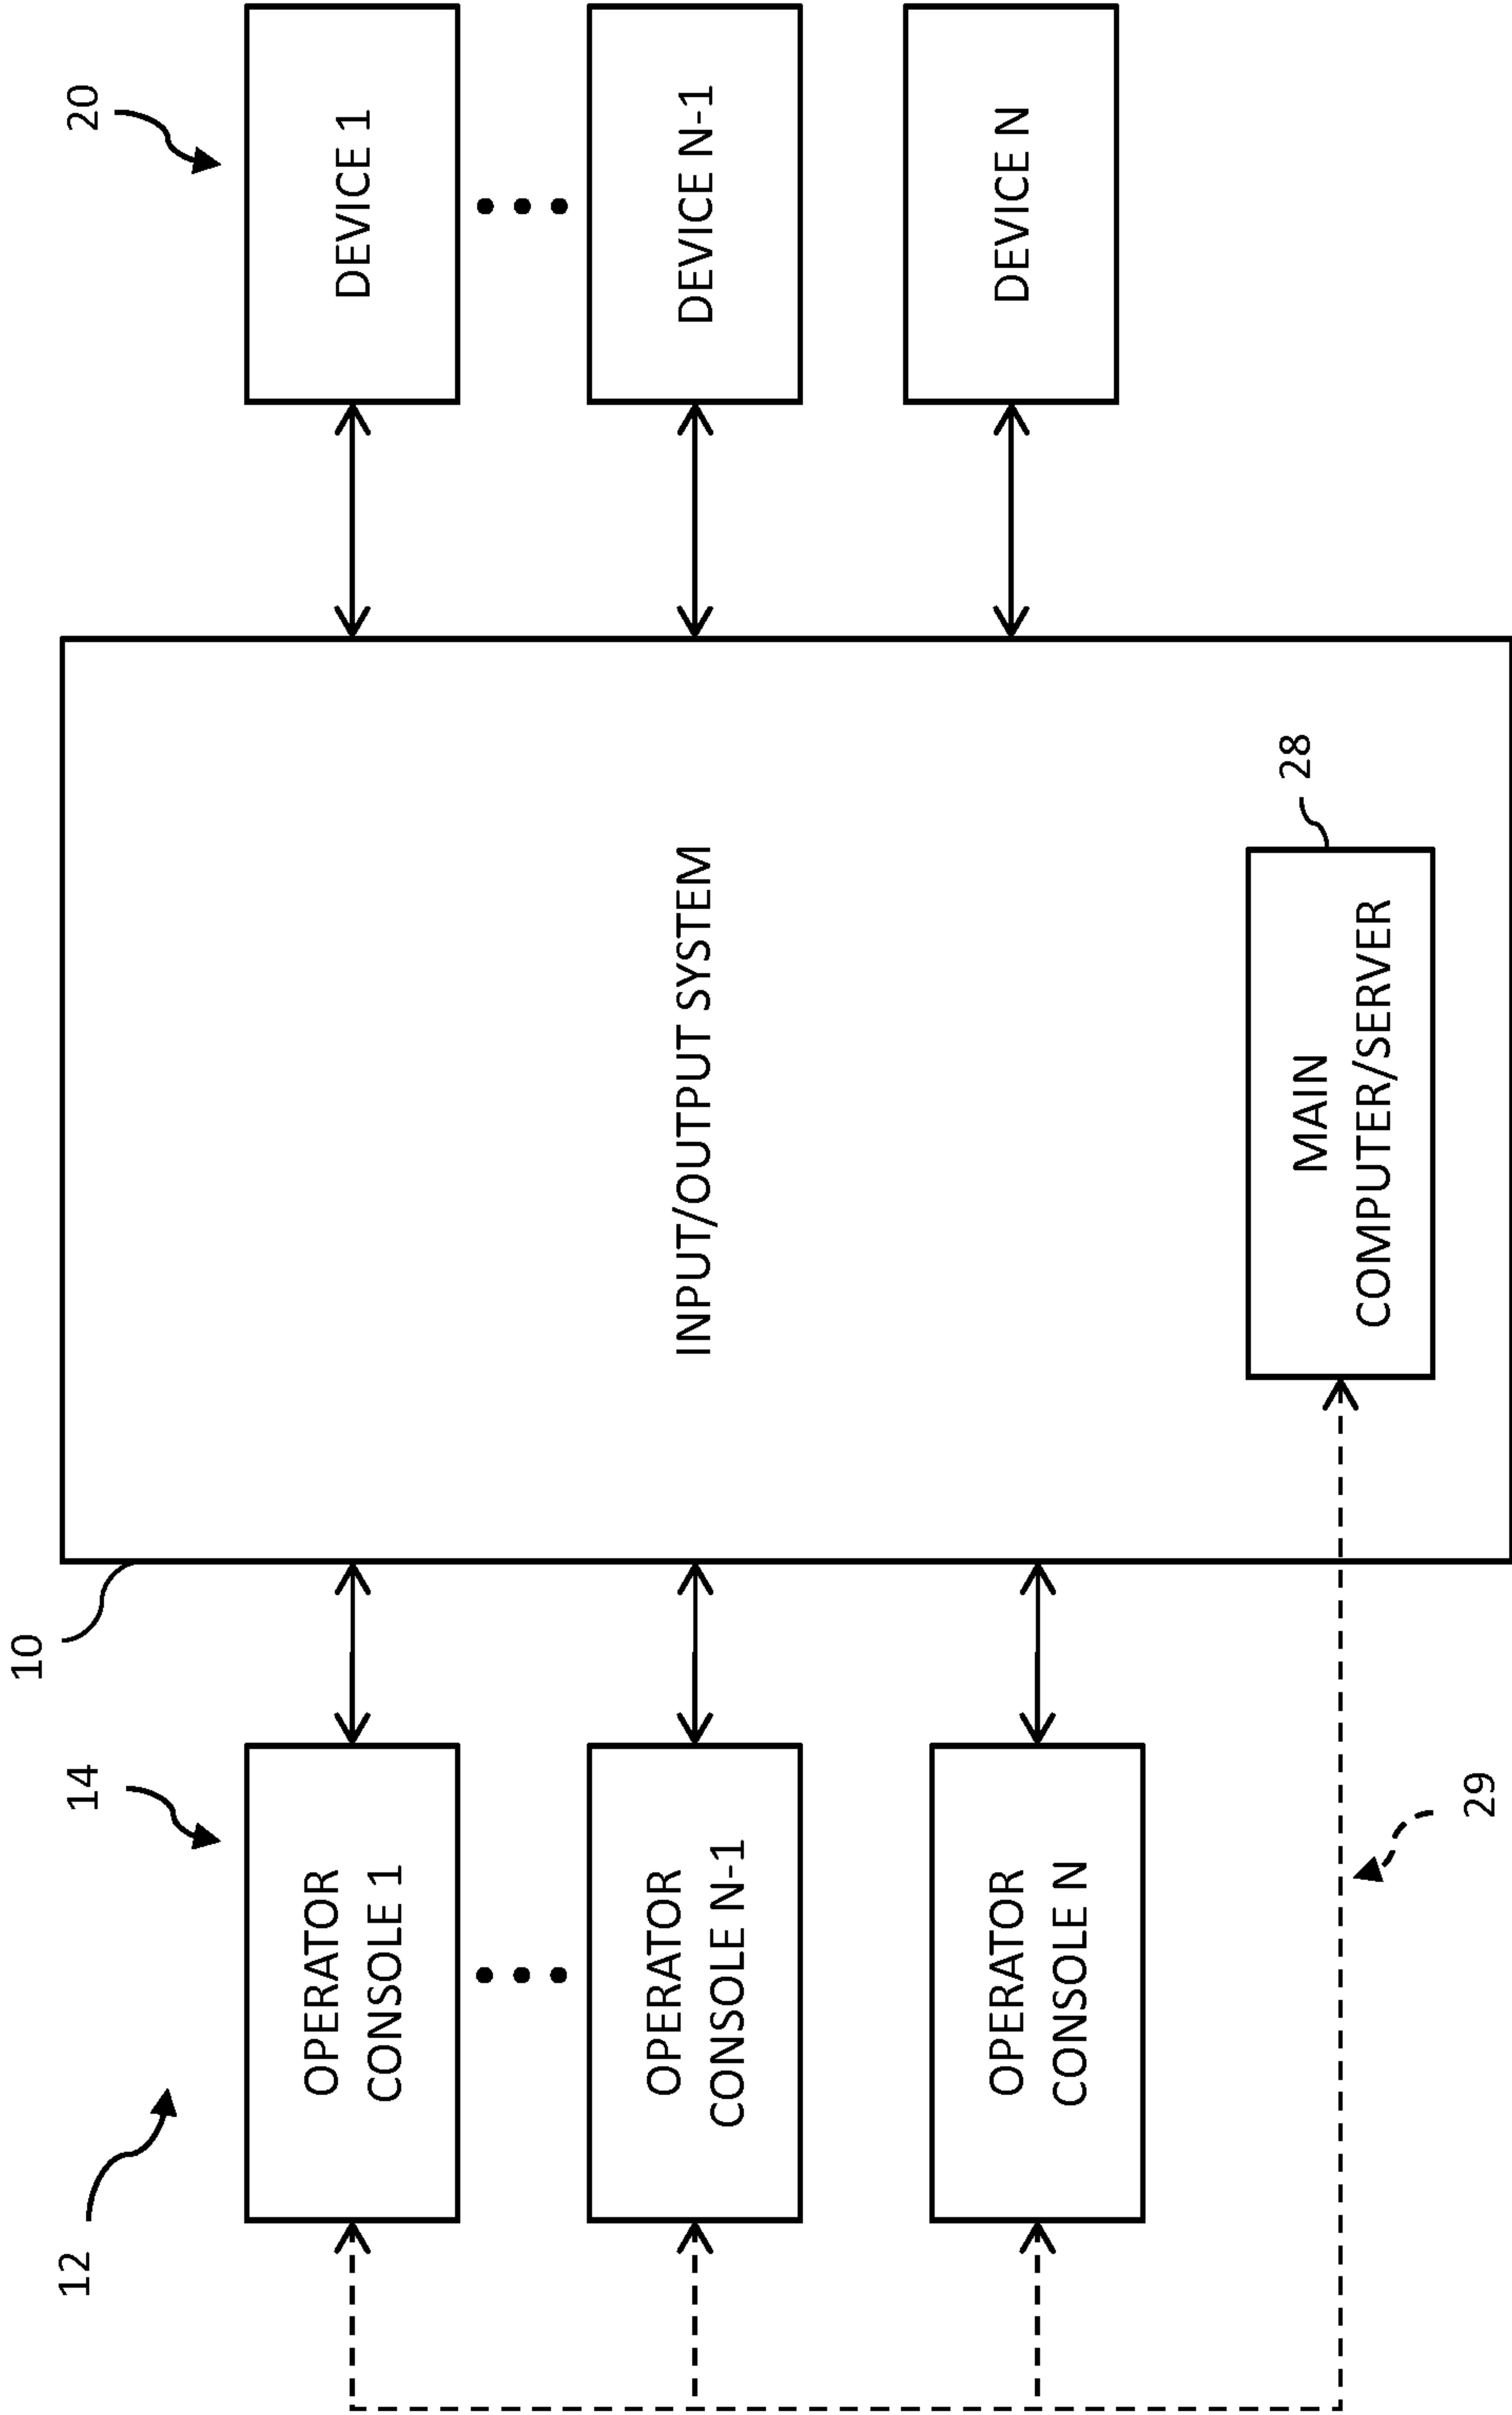 12
14
10
20
OPERATOR
CONSOLE 1
OPERATOR
CONSOLE N-1
OPERATOR
CONSOLE N
INPUT/OUTPUT SYSTEM
MAIN
COMPUTER/SERVER
28
DEVICE 1
DEVICE N-1
DEVICE N
29